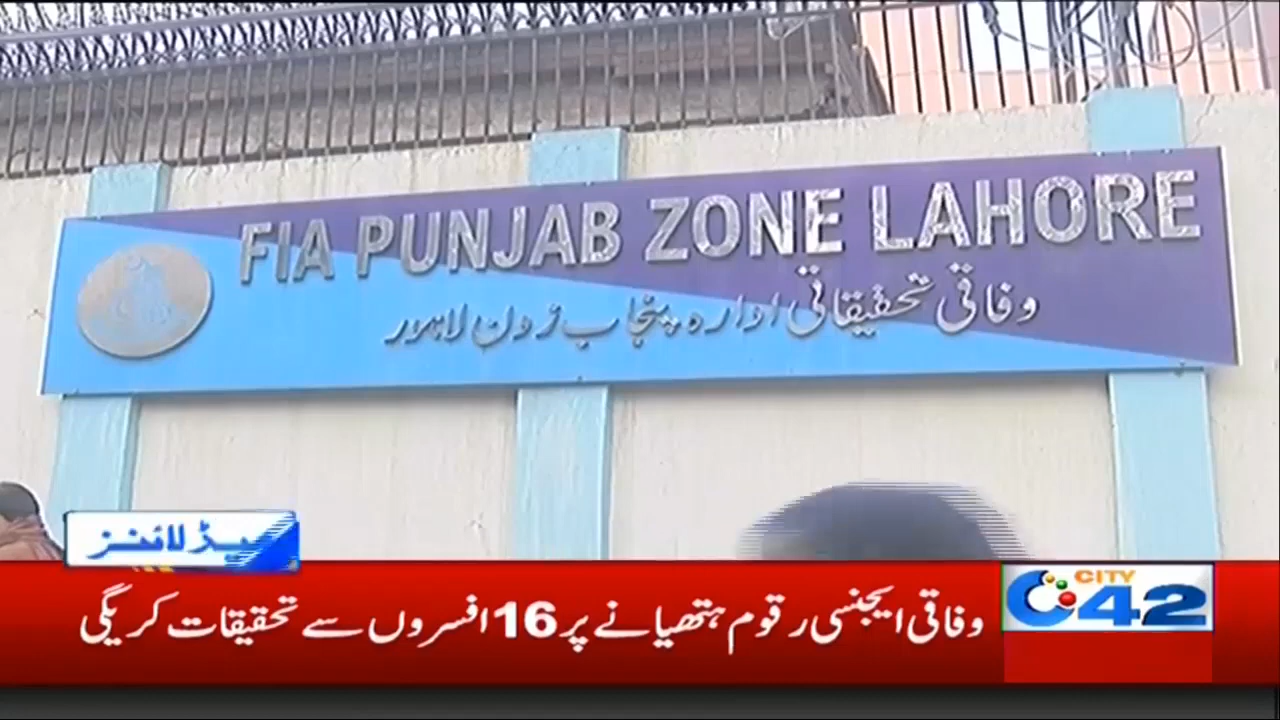 FIA PUNJAB ZONE LAHORE
وفاقی تحقیقاتی ادارہ پنجاب زون لاہور
ہیڈ لائنز
CITY
42
وفاقی ایجنسی رقوم ہتھیانے پر 16 افسروں سے تحقیقات کریگی